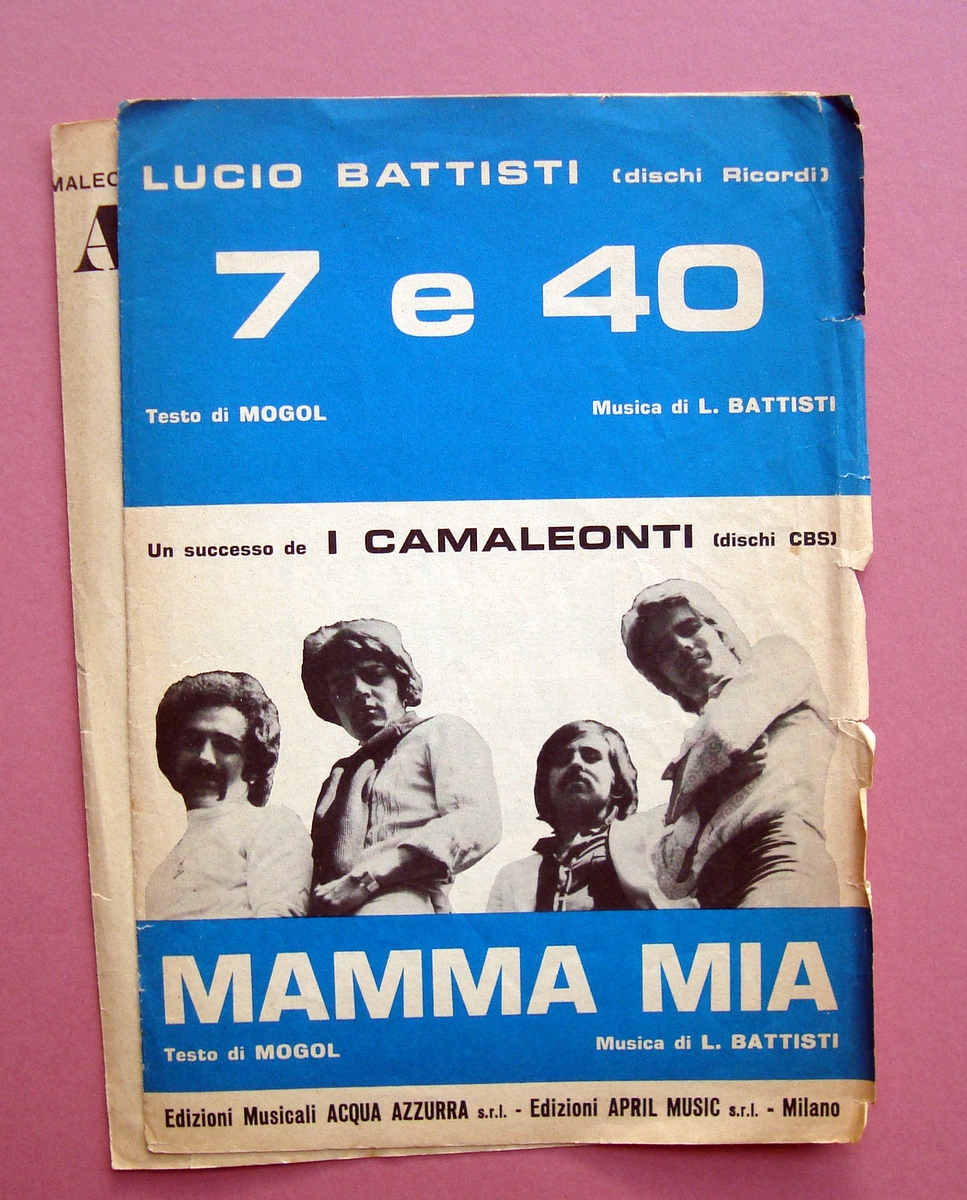 LUCIO BATTISTI (dischi Ricordi)
7 e 40
Testo di MOGOL Musica di L. BATTISTI
Un successo de I CAMALEONTI (dischi CBS)
MAMMA MIA
Testo di MOGOL Musica di L. BATTISTI
Edizioni Musicali ACQUA AZZURRA s.r.l. - Edizioni APRIL MUSIC s.r.l. - Milano
MALEC
A